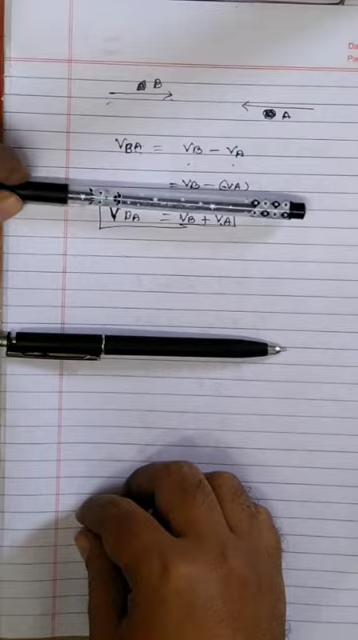 B
A
VBA = VB - VA
= VB - (-VA)
VBA = VB + VA